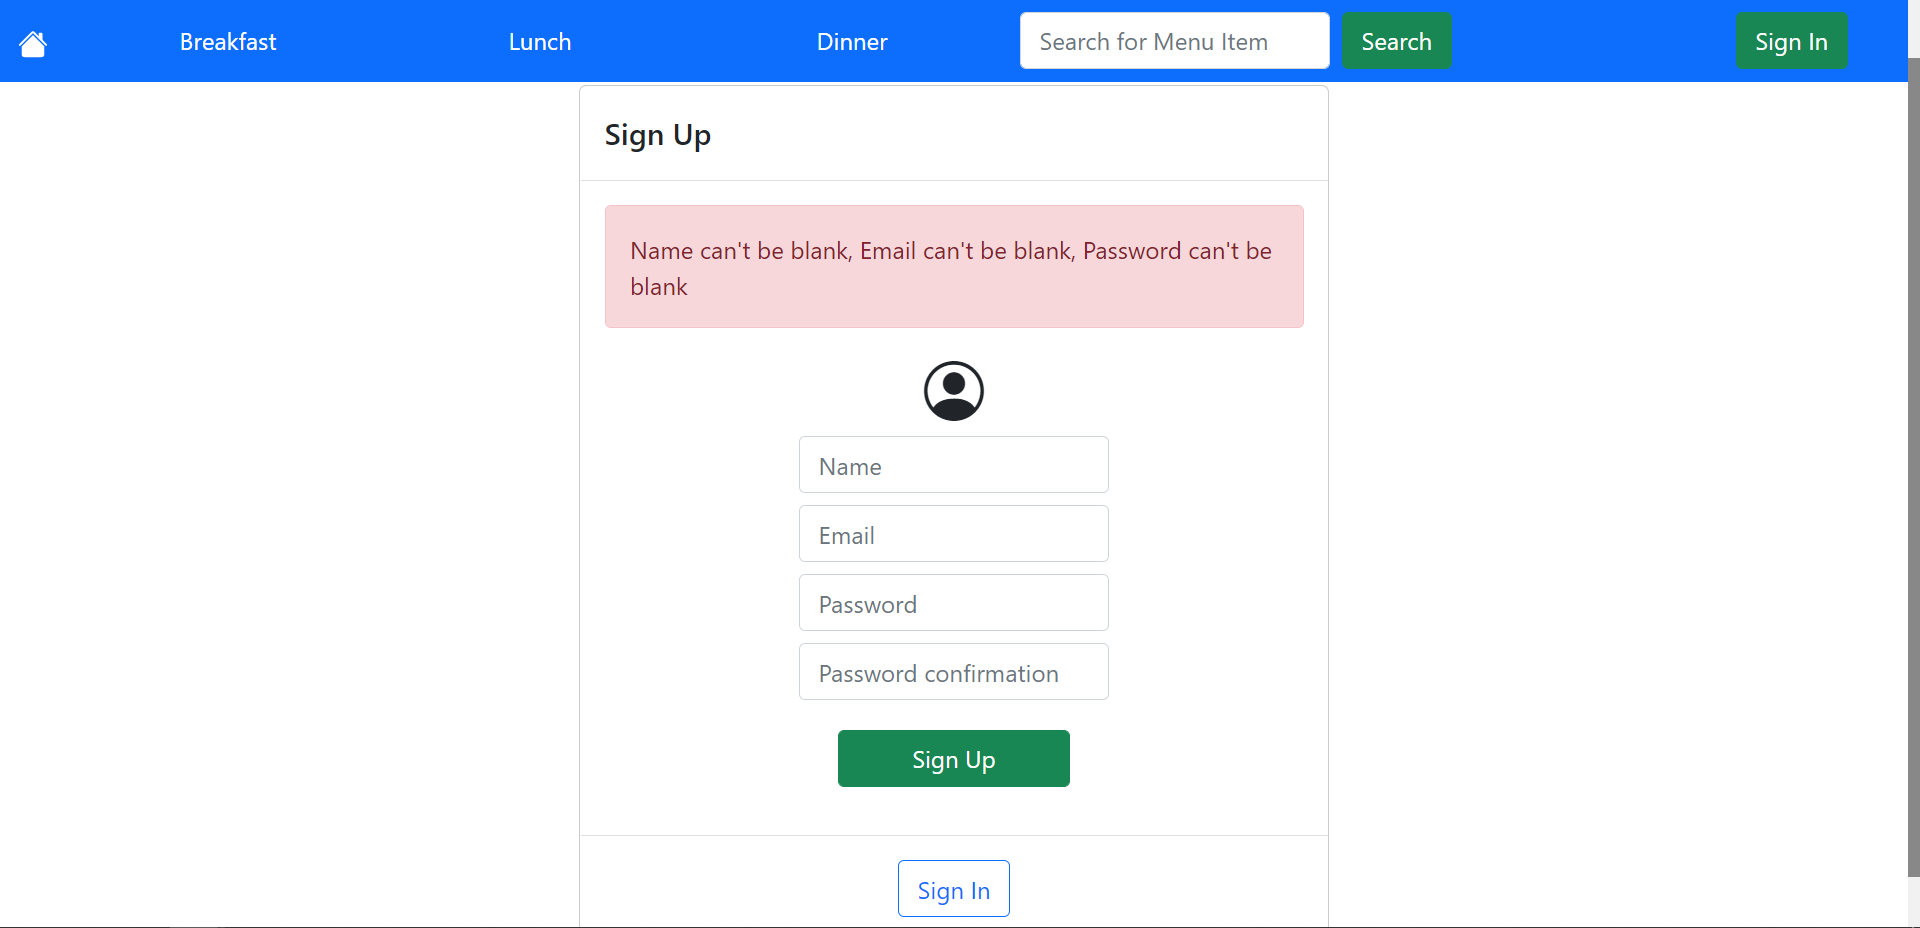 Breakfast Lunch Dinner Search for Menu Item Search Sign In
Sign Up
Name can't be blank, Email can't be blank, Password can't be
blank
Name
Email
Password
Password confirmation
Sign Up
Sign In